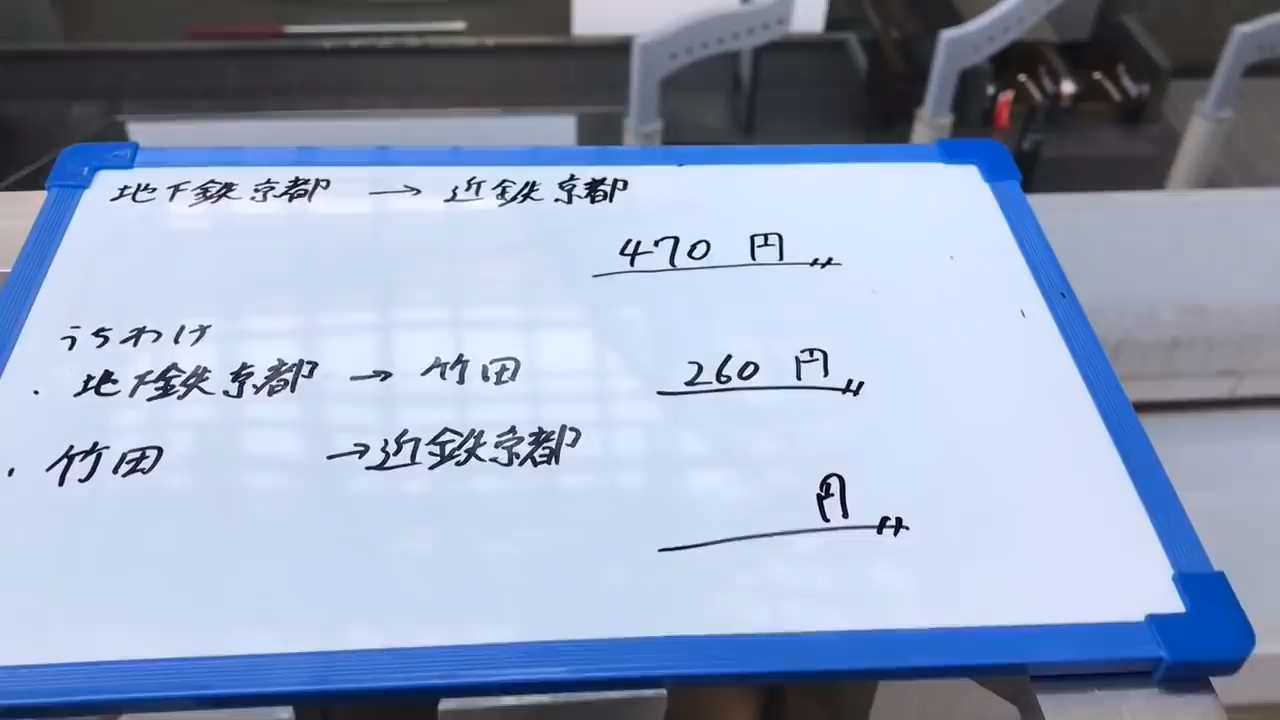 地下鉄京都 → 近鉄京都
470 円〃
うちわけ
・地下鉄京都 → 竹田 260 円〃
・竹田 → 近鉄京都
円〃